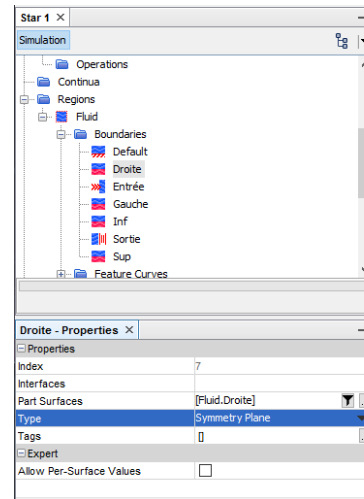 Star 1 ×
Simulation
Operations
Continua
Regions
Fluid
Boundaries
Default
Droite
Entrée
Gauche
Inf
Sortie
Sup
Feature Curves
Droite - Properties ×
Properties
Index 7
Interfaces
Part Surfaces [Fluid.Droite]
Type Symmetry Plane
Tags []
Expert
Allow Per-Surface Values